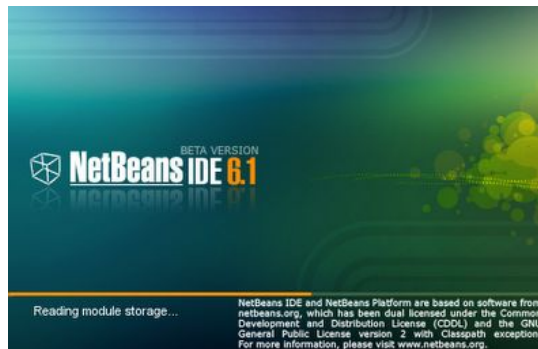 BETA VERSION
NetBeans IDE 6.1
Reading module storage...
NetBeans IDE and NetBeans Platform are based on software from
netbeans.org, which has been dual licensed under the Common
Development and Distribution License (CDDL) and the GNU
General Public License version 2 with Classpath exception.
For more information, please visit www.netbeans.org.